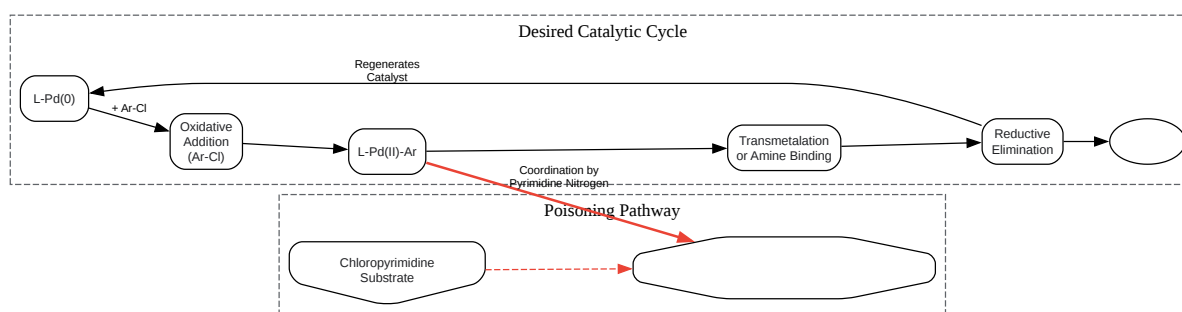 Desired Catalytic Cycle
Regenerates
Catalyst
L-Pd(0)
+ Ar-Cl
Oxidative
Addition
(Ar-Cl)
L-Pd(II)-Ar
Transmetalation
or Amine Binding
Reductive
Elimination
Coordination by
Pyrimidine Nitrogen
Poisoning Pathway
Chloropyrimidine
Substrate